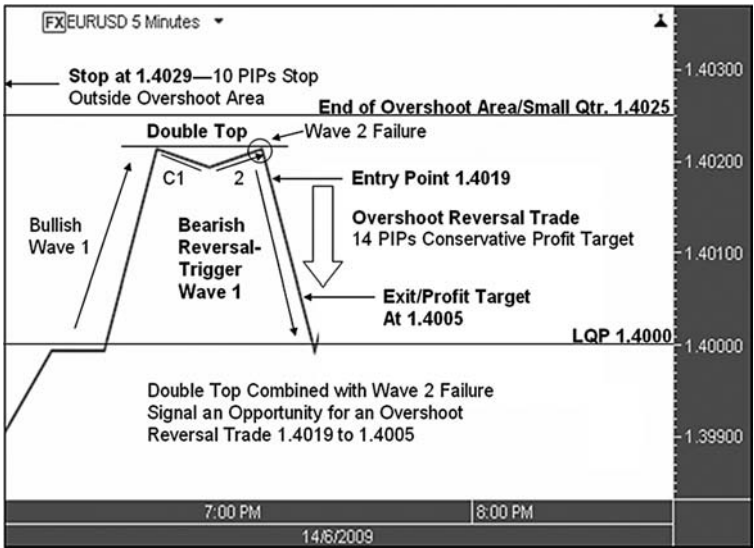 FX EURUSD 5 Minutes
1.40300
Stop at 1.4029—10 PIPs Stop
Outside Overshoot Area
End of Overshoot Area/Small Qtr. 1.4025
Double Top
Wave 2 Failure
1.40200
C1
2
Entry Point 1.4019
Bullish
Wave 1
Bearish
Reversal-
Trigger
Wave 1
Overshoot Reversal Trade
14 PIPs Conservative Profit Target
1.40100
Exit/Profit Target
At 1.4005
LQP 1.4000
1.40000
Double Top Combined with Wave 2 Failure
Signal an Opportunity for an Overshoot
Reversal Trade 1.4019 to 1.4005
1.39900
7:00 PM
8:00 PM
14/6/2009